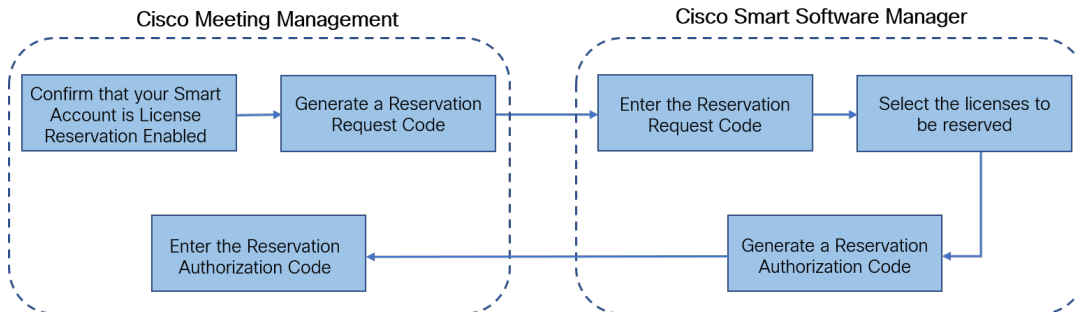 Cisco Meeting Management
Cisco Smart Software Manager
Confirm that your Smart
Account is License
Reservation Enabled
Generate a Reservation
Request Code
Enter the Reservation
Request Code
Select the licenses to
be reserved
Generate a Reservation
Authorization Code
Enter the Reservation
Authorization Code